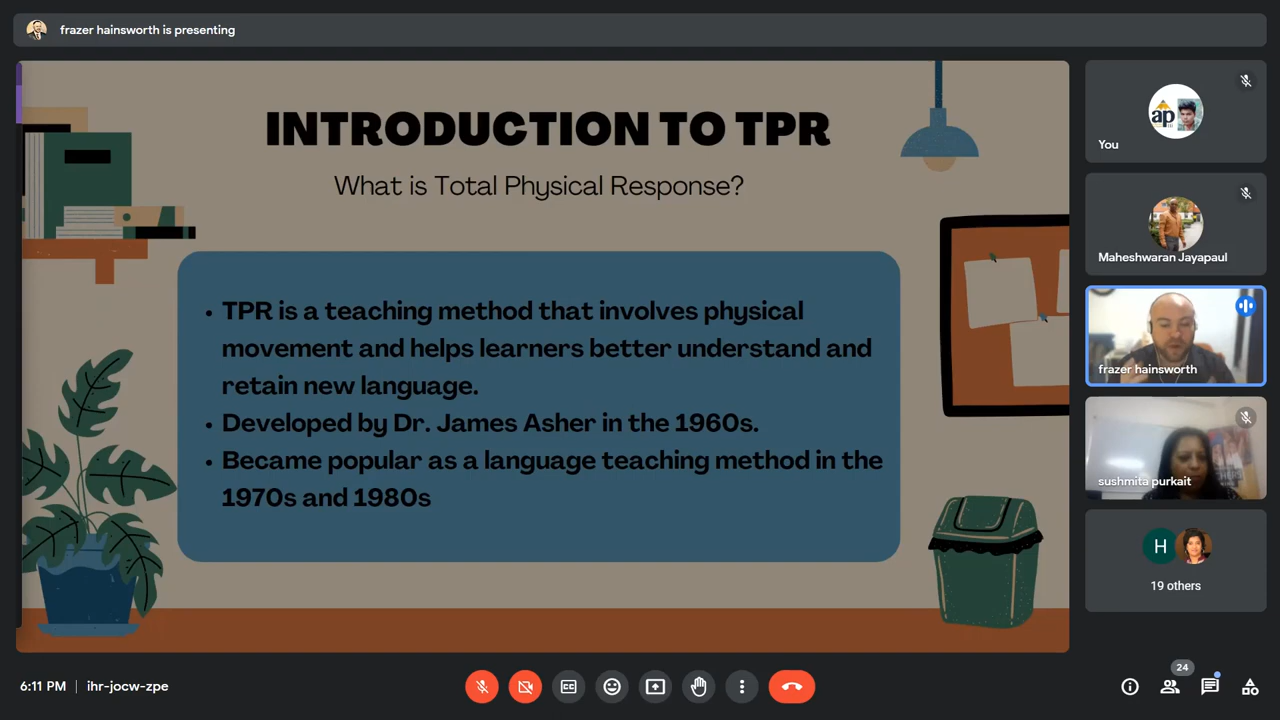 frazer hainsworth is presenting
INTRODUCTION TO TPR
What is Total Physical Response?
• TPR is a teaching method that involves physical
movement and helps learners better understand and
retain new language.
• Developed by Dr. James Asher in the 1960s.
• Became popular as a language teaching method in the
1970s and 1980s
ap
You
Maheshwaran Jayapaul
frazer hainsworth
sushmita purkait
H
19 others
6:11 PM | ihr-jocw-zpe
CC
24